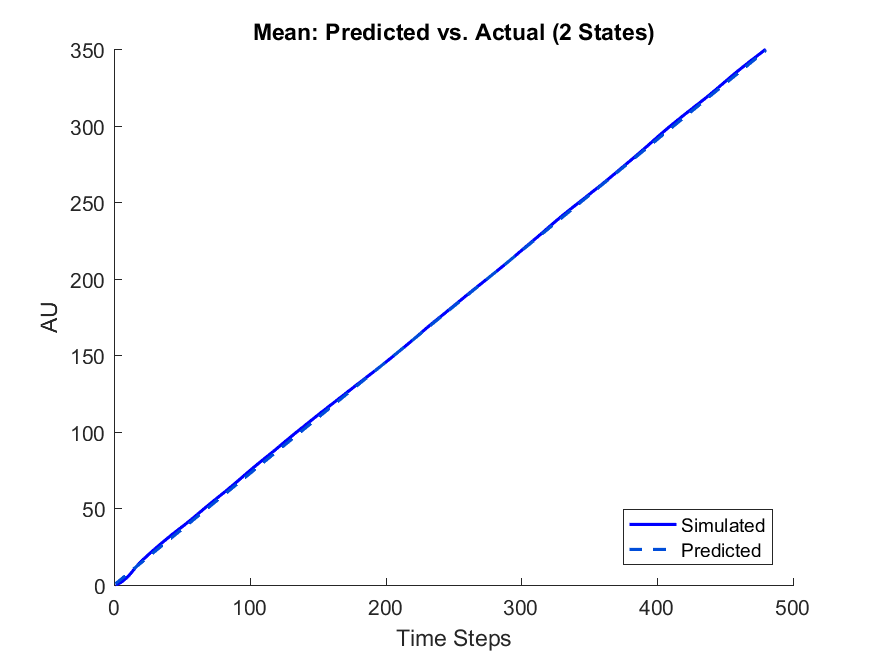 Mean: Predicted vs. Actual (2 States)
350
300
250
200
150
100
50
0
AU
0 100 200 300 400 500
Time Steps
Simulated
Predicted